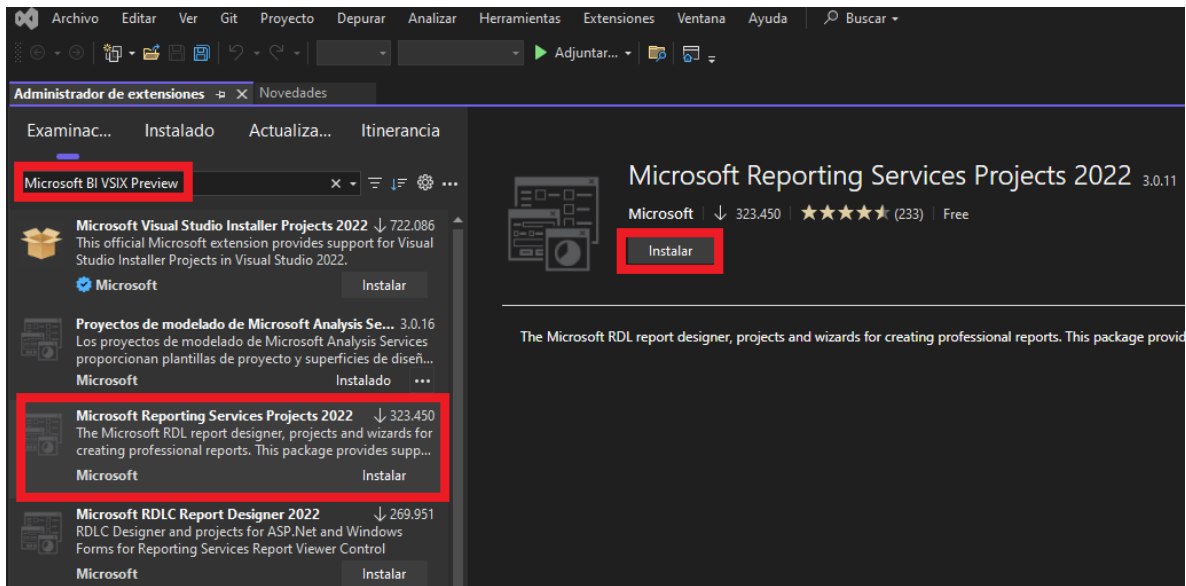 Archivo Editar Ver Git Proyecto Depurar Analizar Herramientas Extensiones Ventana Ayuda Buscar
Adjuntar...
Administrador de extensiones Novedades
Examinac... Instalado Actualiza... Itinerancia
Microsoft BI VSIX Preview
Microsoft Visual Studio Installer Projects 2022 722.086
This official Microsoft extension provides support for Visual
Studio Installer Projects in Visual Studio 2022.
Microsoft Instalar
Proyectos de modelado de Microsoft Analysis Se... 3.0.16
Los proyectos de modelado de Microsoft Analysis Services
proporcionan plantillas de proyecto y superficies de diseñ...
Microsoft Instalado
Microsoft Reporting Services Projects 2022 323.450
The Microsoft RDL report designer, projects and wizards for
creating professional reports. This package provides supp...
Microsoft Instalar
Microsoft RDLC Report Designer 2022 269.951
RDLC Designer and projects for ASP.Net and Windows
Forms for Reporting Services Report Viewer Control
Microsoft Instalar
Microsoft Reporting Services Projects 2022 3.0.11
Microsoft 323.450 (233) Free
Instalar
The Microsoft RDL report designer, projects and wizards for creating professional reports. This package provid